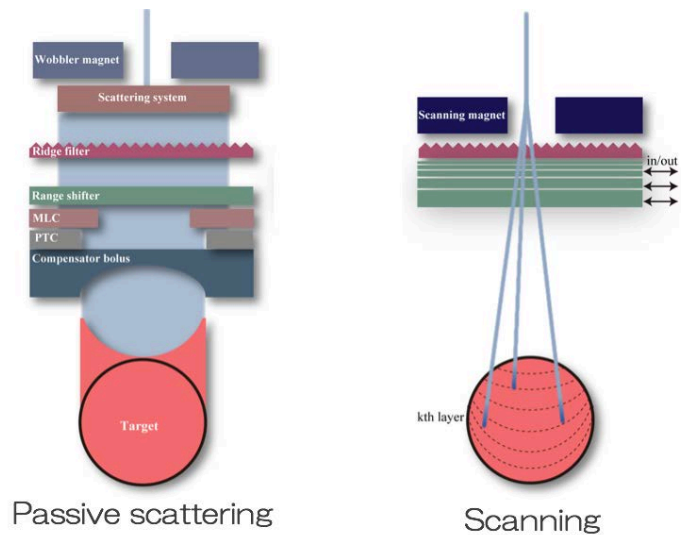 Wobbler magnet
Scattering system
Ridge filter
Range shifter
MLC
PTC
Compensator bolus
Target
Passive scattering
Scanning magnet
in/out
kth layer
Scanning